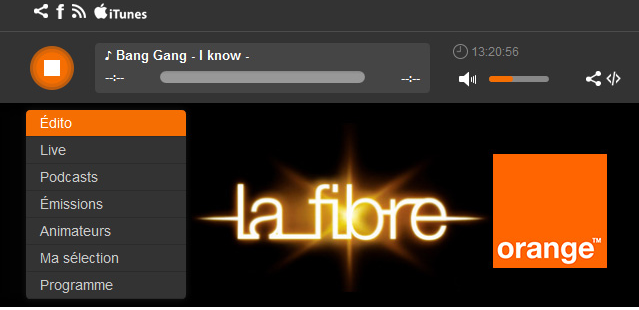 iTunes
♪ Bang Gang - I know -
--:--
--:--
13:20:56
Édito
Live
Podcasts
Émissions
Animateurs
Ma sélection
Programme
la fibre
orange™